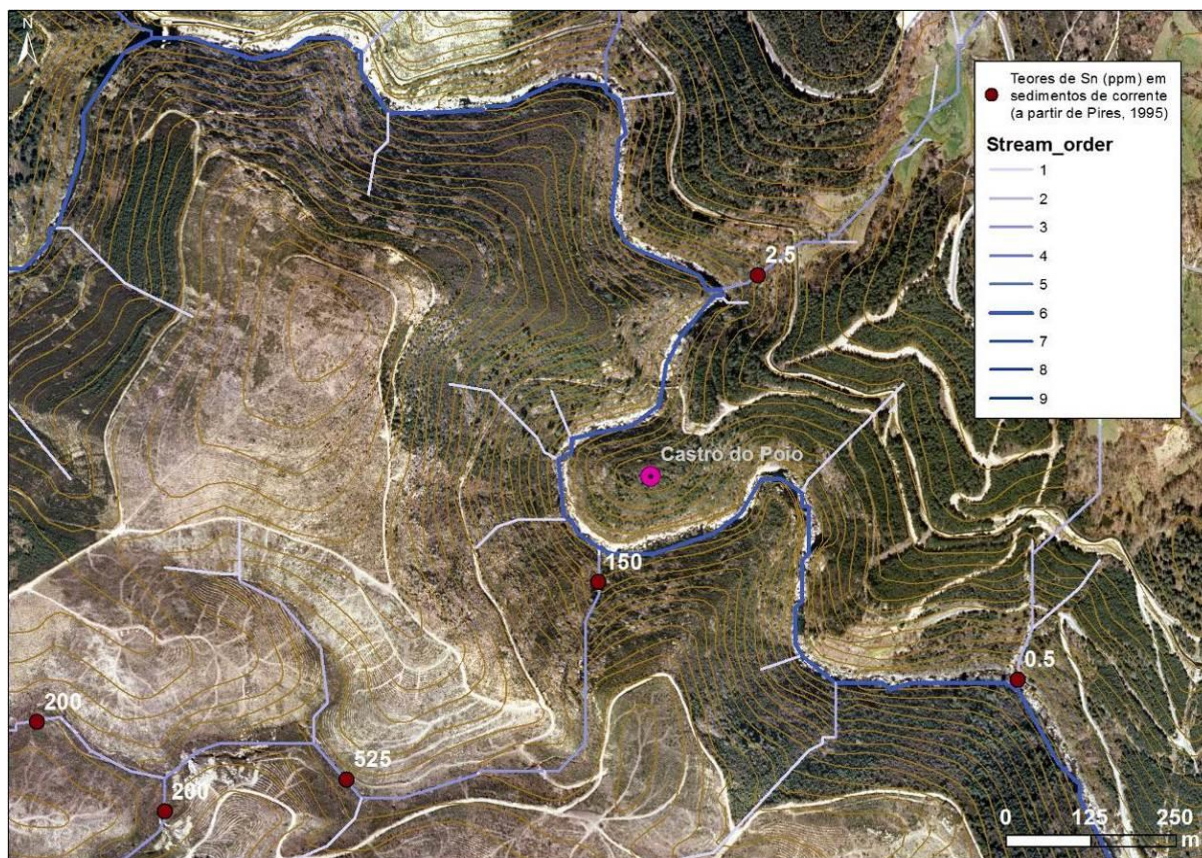 N
Teores de Sn (ppm) em
sedimentos de corrente
(a partir de Pires, 1995)
Stream_order
1
2
3
4
5
6
7
8
9
2.5
Castro do Poio
150
0.5
200
525
200
0 125 250
m